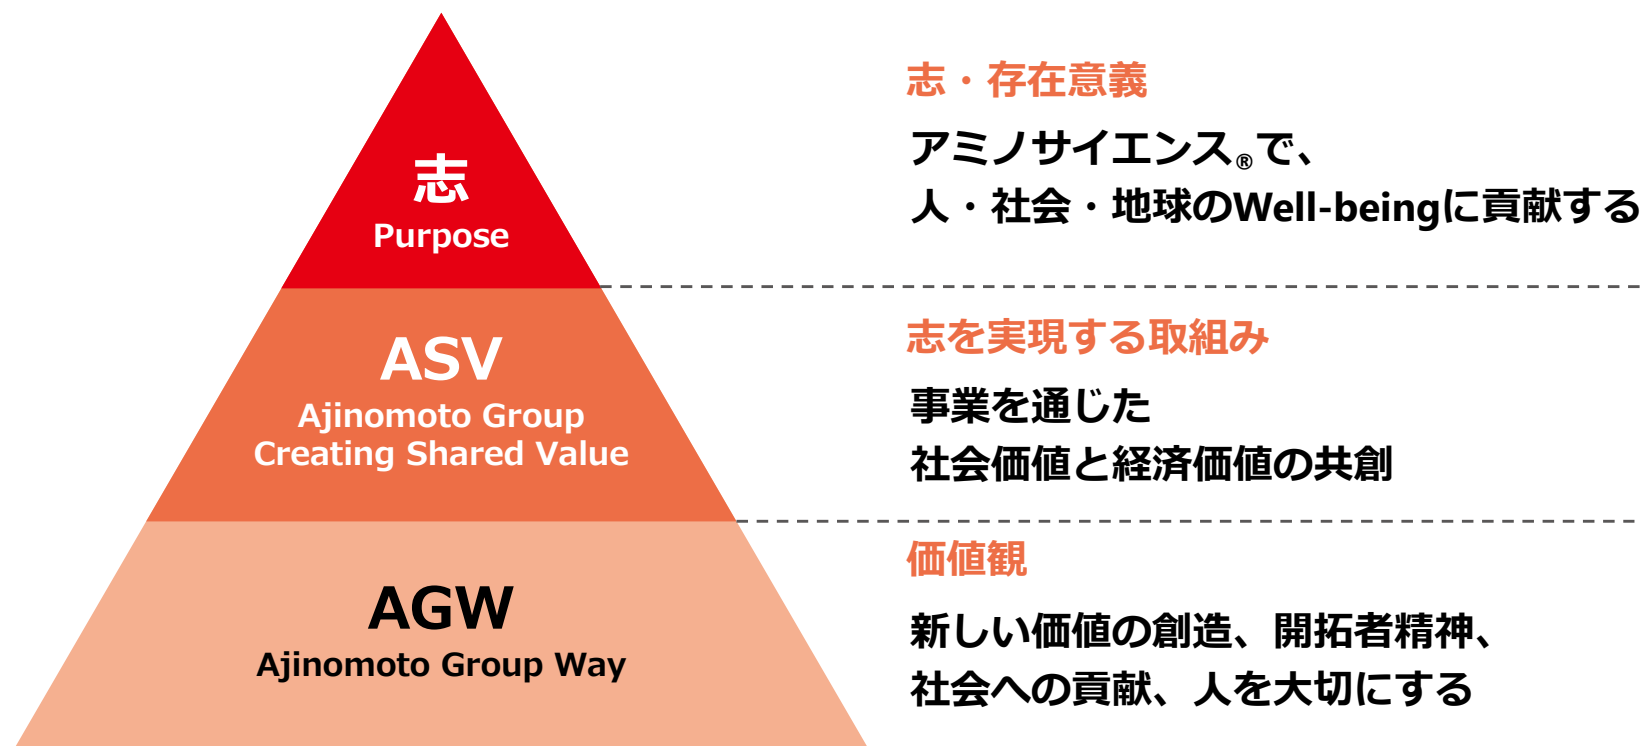 志
Purpose
志・存在意義
アミノサイエンス®で、
人・社会・地球のWell-beingに貢献する
ASV
Ajinomoto Group
Creating Shared Value
志を実現する取組み
事業を通じた
社会価値と経済価値の共創
AGW
Ajinomoto Group Way
価値観
新しい価値の創造、開拓者精神、
社会への貢献、人を大切にする